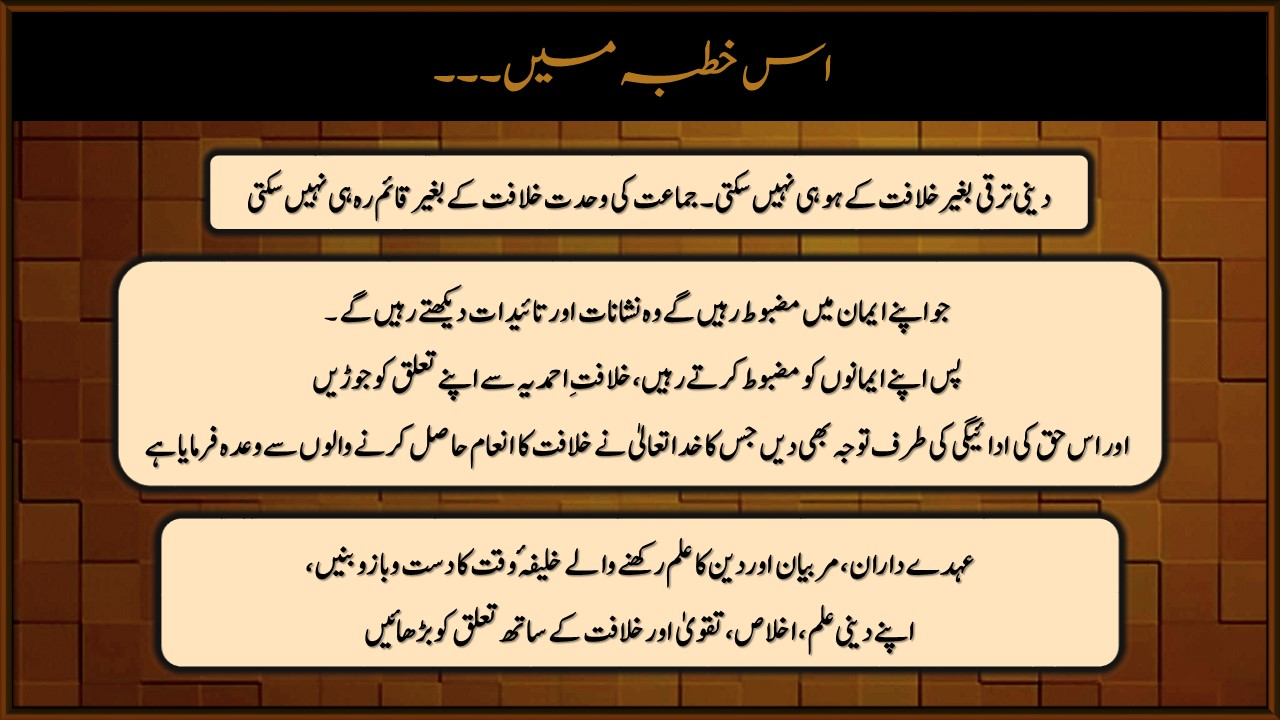 اس خطبہ میں۔۔۔
دینی ترقی بغیر خلافت کے ہو ہی نہیں سکتی۔ جماعت کی وحدت خلافت کے بغیر قائم رہ ہی نہیں سکتی
جو اپنے ایمان میں مضبوط رہیں گے وہ نشانات اور تائیدات دیکھتے رہیں گے ۔
پس اپنے ایمانوں کو مضبوط کرتے رہیں، خلافتِ احمدیہ سے اپنے تعلق کو جوڑیں
اور اس حق کی ادائیگی کی طرف توجہ بھی دیں جس کا خدا تعالیٰ نے خلافت کا انعام حاصل کرنے والوں سے وعدہ فرمایا ہے
عہدے داران، مربیان اور دین کا علم رکھنے والے خلیفۂ وقت کا دست و بازو بنیں،
اپنے دینی علم، اخلاص، تقویٰ اور خلافت کے ساتھ تعلق کو بڑھائیں